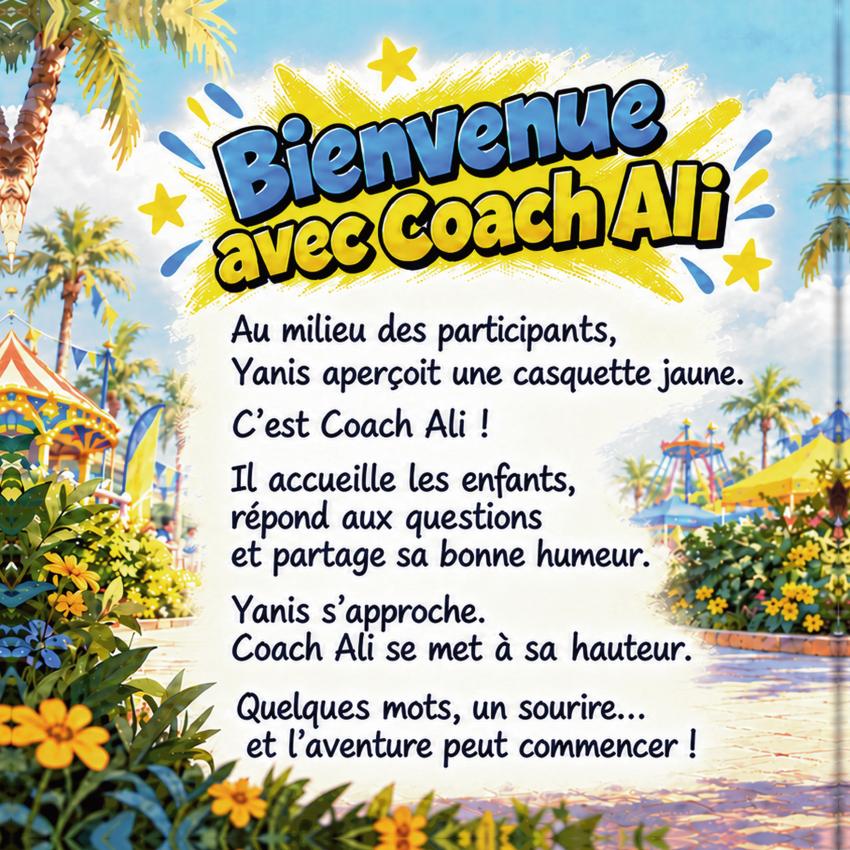 Bienvenue
avec Coach Ali
Au milieu des participants,
Yanis aperçoit une casquette jaune.
C’est Coach Ali !
Il accueille les enfants,
répond aux questions
et partage sa bonne humeur.
Yanis s’approche.
Coach Ali se met à sa hauteur.
Quelques mots, un sourire...
et l’aventure peut commencer !